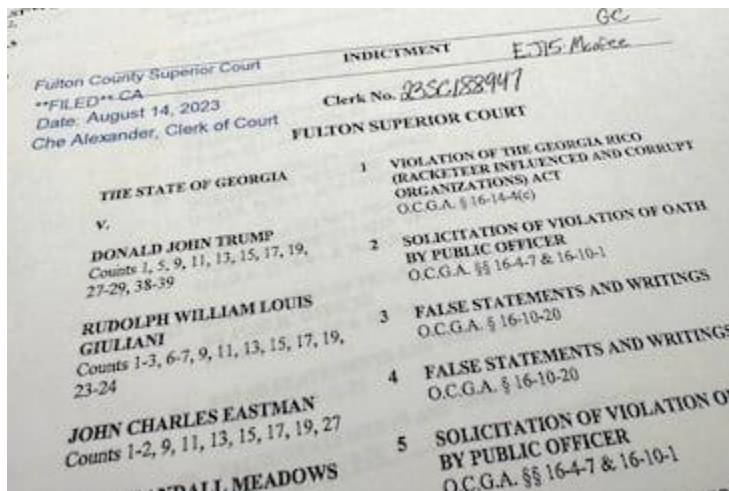 GC
INDICTMENT
EJ15-McAfee
Fulton County Superior Court
**FILED** CA
Date: August 14, 2023
Che Alexander, Clerk of Court
Clerk No. 23SC188947
FULTON SUPERIOR COURT
THE STATE OF GEORGIA
v.
DONALD JOHN TRUMP
Counts 1, 5, 9, 11, 13, 15, 17, 19,
27-29, 38-39
RUDOLPH WILLIAM LOUIS
GIULIANI
Counts 1-3, 6-7, 9, 11, 13, 15, 17, 19,
23-24
JOHN CHARLES EASTMAN
Counts 1-2, 9, 11, 13, 15, 17, 19, 27
MEADOWS
1 VIOLATION OF THE GEORGIA RICO
(RACKETEER INFLUENCED AND CORRUPT
ORGANIZATIONS) ACT
O.C.G.A. § 16-14-4(c)
2 SOLICITATION OF VIOLATION OF OATH
BY PUBLIC OFFICER
O.C.G.A. §§ 16-4-7 & 16-10-1
3 FALSE STATEMENTS AND WRITINGS
O.C.G.A. § 16-10-20
4 FALSE STATEMENTS AND WRITINGS
O.C.G.A. § 16-10-20
5 SOLICITATION OF VIOLATION O
BY PUBLIC OFFICER
O.C.G.A. §§ 16-4-7 & 16-10-1